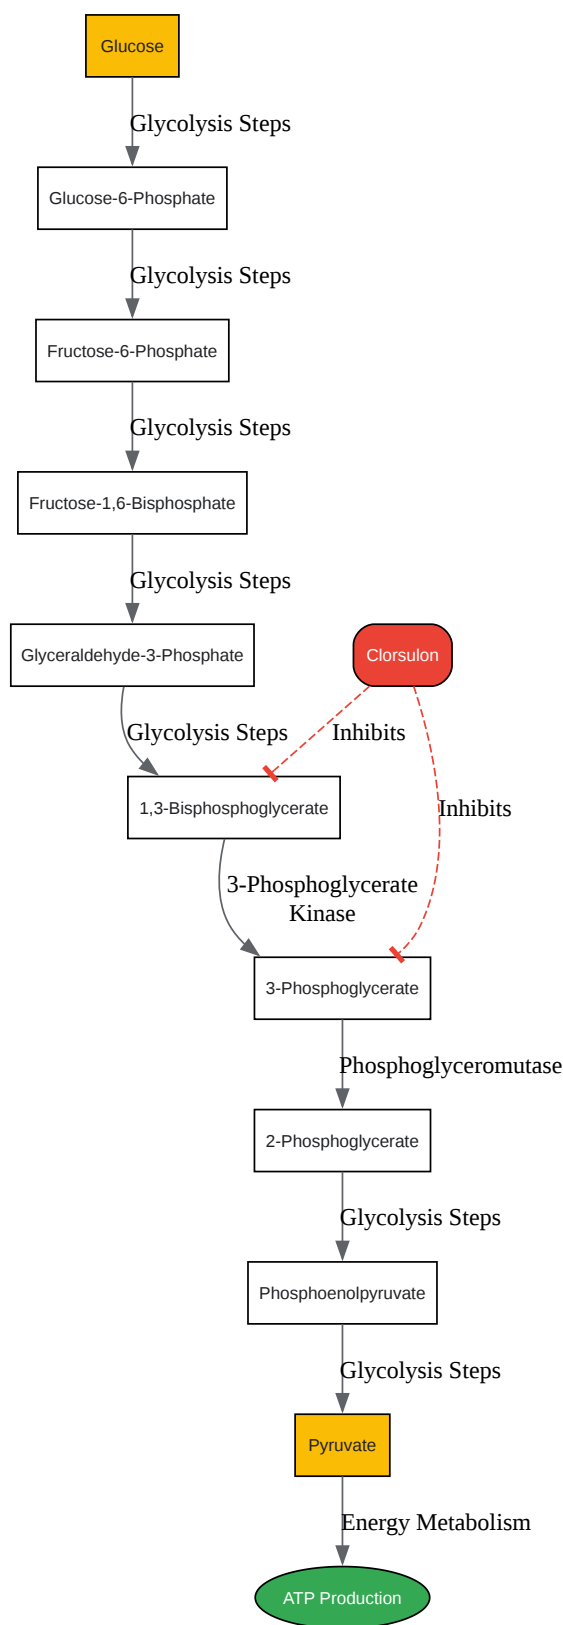 Glucose
Glycolysis Steps
Glucose-6-Phosphate
Glycolysis Steps
Fructose-6-Phosphate
Glycolysis Steps
Fructose-1,6-Bisphosphate
Glycolysis Steps
Glyceraldehyde-3-Phosphate
Clorsulon
Glycolysis Steps
Inhibits
1,3-Bisphosphoglycerate
Inhibits
3-Phosphoglycerate
Kinase
3-Phosphoglycerate
Phosphoglyceromutase
2-Phosphoglycerate
Glycolysis Steps
Phosphoenolpyruvate
Glycolysis Steps
Pyruvate
Energy Metabolism
ATP Production